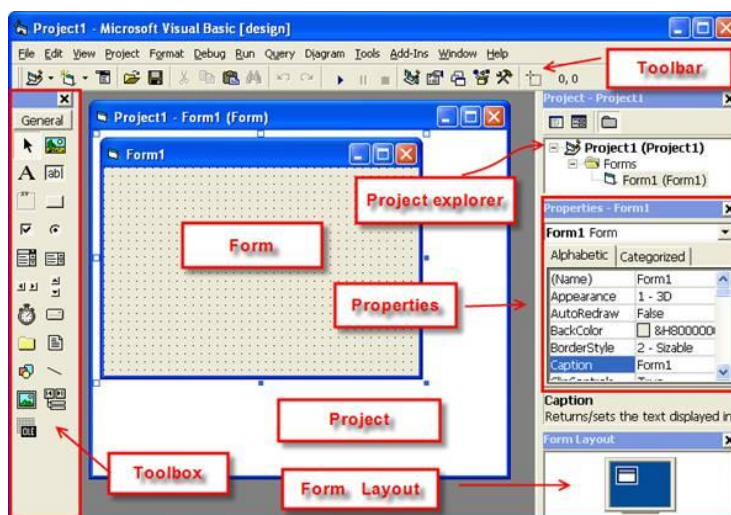 Project1 - Microsoft Visual Basic [design]
File Edit View Project Format Debug Run Query Diagram Tools Add-Ins Window Help
0, 0
Toolbar
General
A
ab
OLE
Toolbox
Project1 - Form1 (Form)
Form1
Form
Project
Project explorer
Properties
Form Layout
Project - Project1
Project1 (Project1)
Forms
Form1 (Form1)
Properties - Form1
Form1 Form
Alphabetic Categorized
(Name) Form1
Appearance 1 - 3D
AutoRedraw False
BackColor &H800000
BorderStyle 2 - Sizable
Caption Form1
Caption
Returns/sets the text displayed in
Form Layout